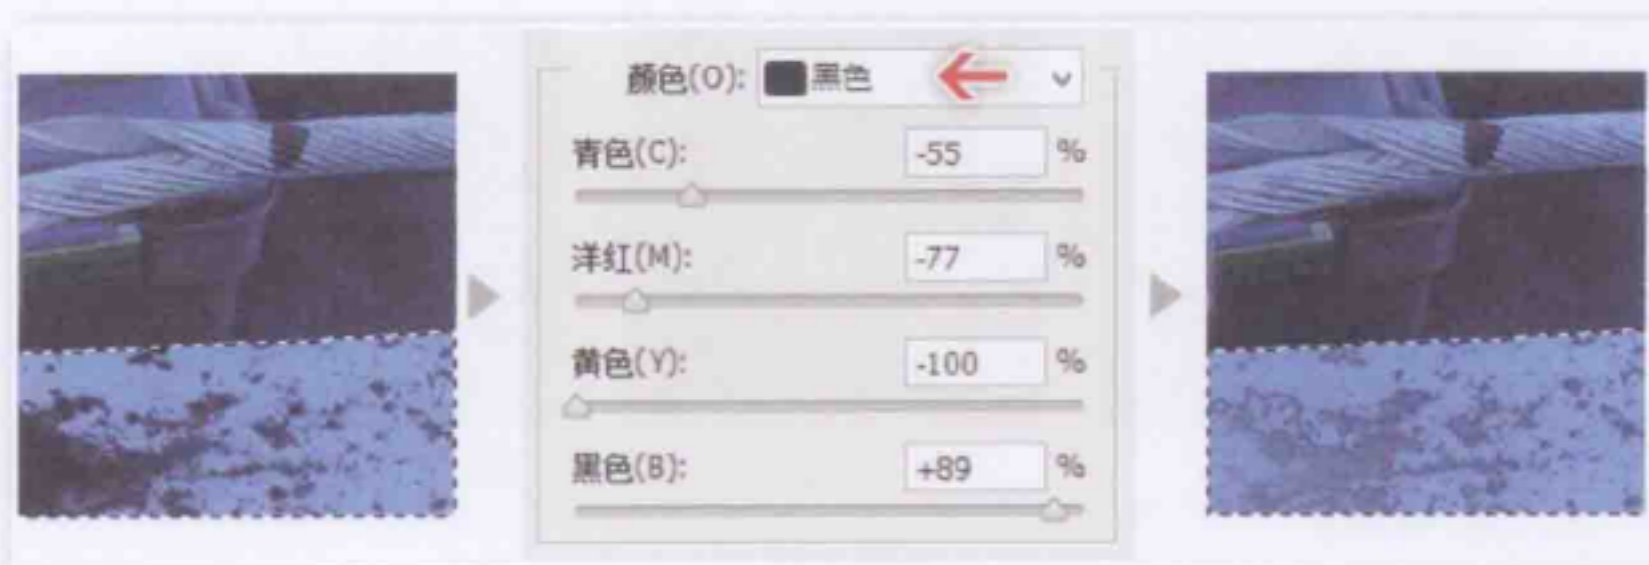 颜色(O): 黑色
青色(C): -55 %
洋红(M): -77 %
黄色(Y): -100 %
黑色(B): +89 %